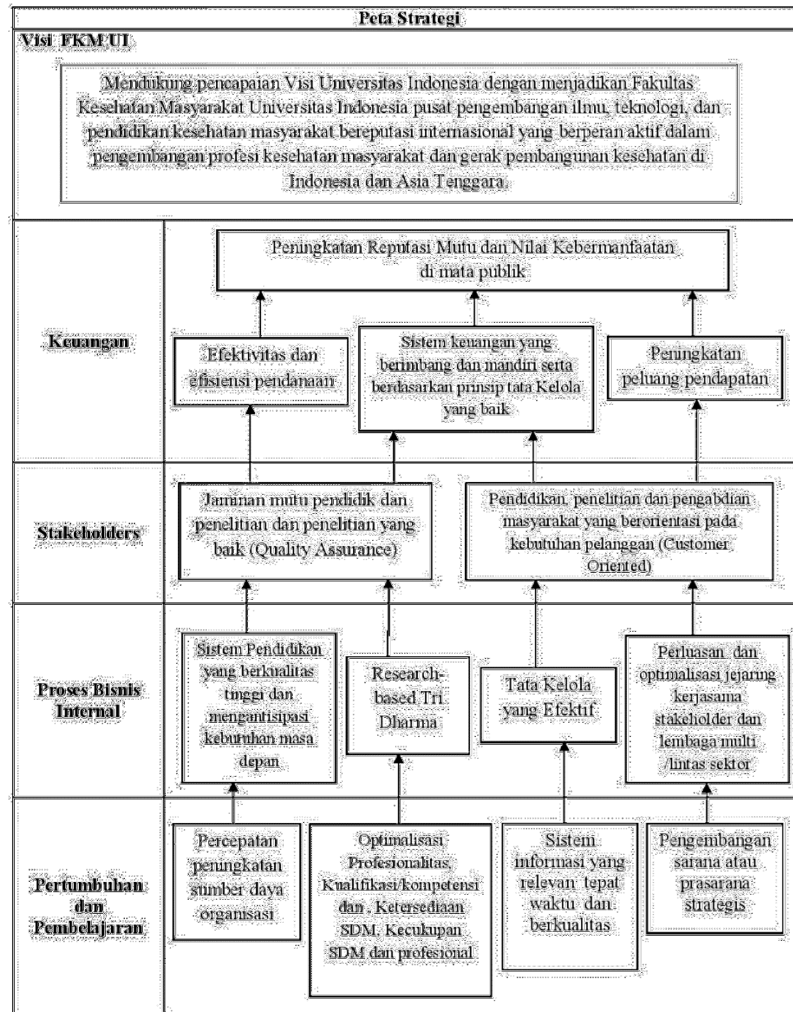 Peta Strategi
Visi FKM UI
Mendukung pencapaian Visi Universitas Indonesia dengan menjadikan Fakultas
Kesehatan Masyarakat Universitas Indonesia pusat pengembangan ilmu, teknologi, dan
pendidikan kesehatan masyarakat bereputasi internasional yang berperan aktif dalam
pengembangan profesi kesehatan masyarakat dan gerak pembangunan kesehatan di
Indonesia dan Asia Tenggara.
Keuangan
Peningkatan Reputasi Mutu dan Nilai Kebermanfaatan
di mata publik
Efektivitas dan
efisiensi pendanaan
Sistem keuangan yang
berimbang dan mandiri serta
berdasarkan prinsip tata Kelola
yang baik
Peningkatan
peluang pendapatan
Stakeholders
Jaminan mutu pendidik dan
penelitian dan penelitian yang
baik (Quality Assurance)
Pendidikan, penelitian dan pengabdian
masyarakat yang berorientasi pada
kebutuhan pelanggan (Customer
Oriented)
Proses Bisnis
Internal
Sistem Pendidikan
yang berkualitas
tinggi dan
mengantisipasi
kebutuhan masa
depan
Research-
based Tri
Dharma
Tata Kelola
yang Efektif
Perluasan dan
optimalisasi jejaring
kerjasama
stakeholder dan
lembaga multi
/lintas sektor
Pertumbuhan
dan
Pembelajaran
Percepatan
peningkatan
sumber daya
organisasi
Optimalisasi
Profesionalitas,
Kualifikasi/kompetensi
dan , Ketersediaan
SDM, Kecukupan
SDM dan profesional
Sistem
informasi yang
relevan tepat
waktu dan
berkualitas
Pengembangan
sarana atau
prasarana
strategis